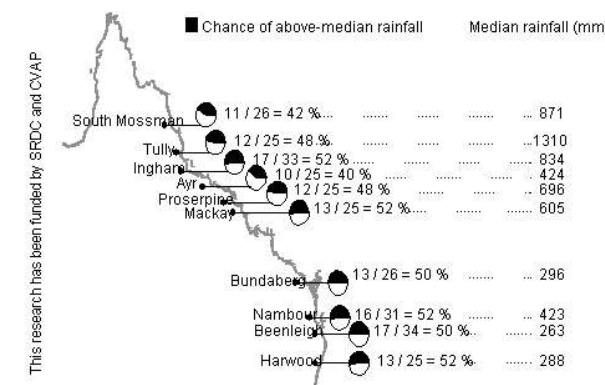 This research has been funded by SRDC and CVAP
Chance of above-median rainfall Median rainfall (mm
South Mossman 11 / 26 = 42 % 871
Tully 12 / 25 = 48 % 1310
Ingham 17 / 33 = 52 % 834
Ayr 10 / 25 = 40 % 424
Proserpine 12 / 25 = 48 % 696
Mackay 13 / 25 = 52 % 605
Bundaberg 13 / 26 = 50 % 296
Nambour 16 / 31 = 52 % 423
Beenleigh 17 / 34 = 50 % 263
Harwood 13 / 25 = 52 % 288